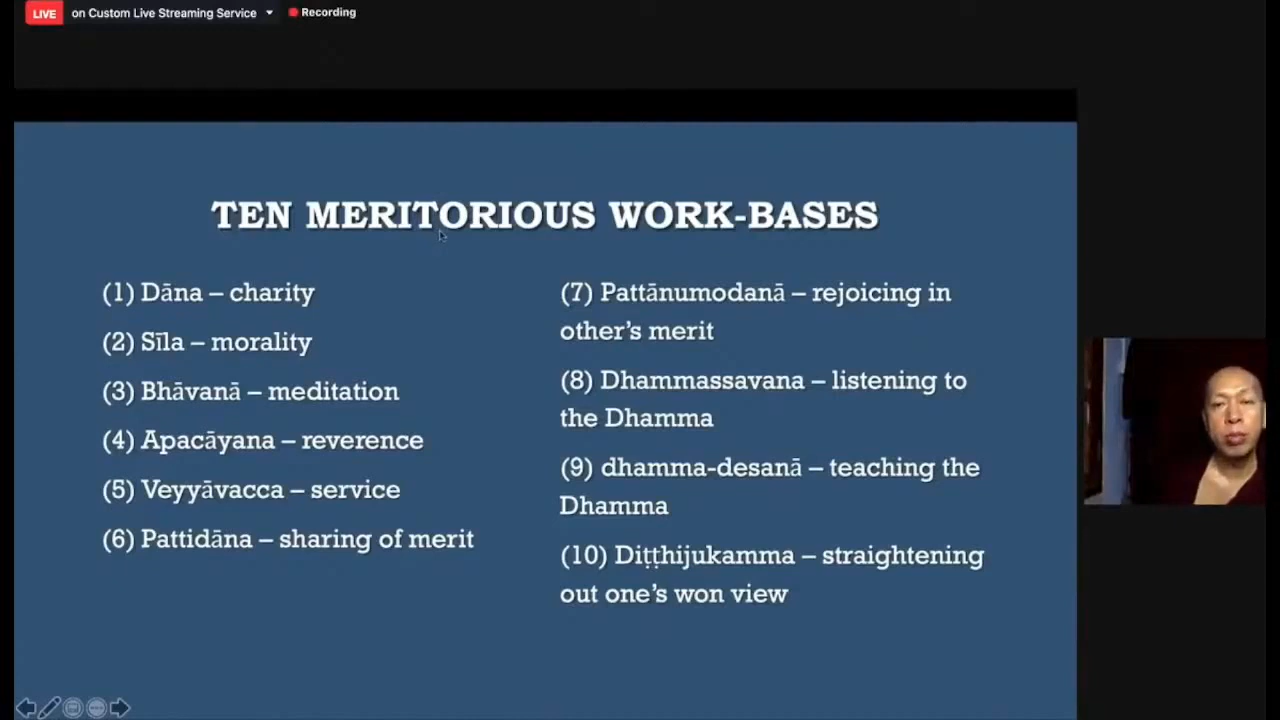 LIVE on Custom Live Streaming Service Recording
TEN MERITORIOUS WORK-BASES
(1) Dāna – charity
(2) Sīla – morality
(3) Bhāvanā – meditation
(4) Apacāyana – reverence
(5) Veyyāvacca – service
(6) Pattidāna – sharing of merit
(7) Pattānumodanā – rejoicing in
other's merit
(8) Dhammassavana – listening to
the Dhamma
(9) dhamma-desanā – teaching the
Dhamma
(10) Diṭṭhijukamma – straightening
out one's won view